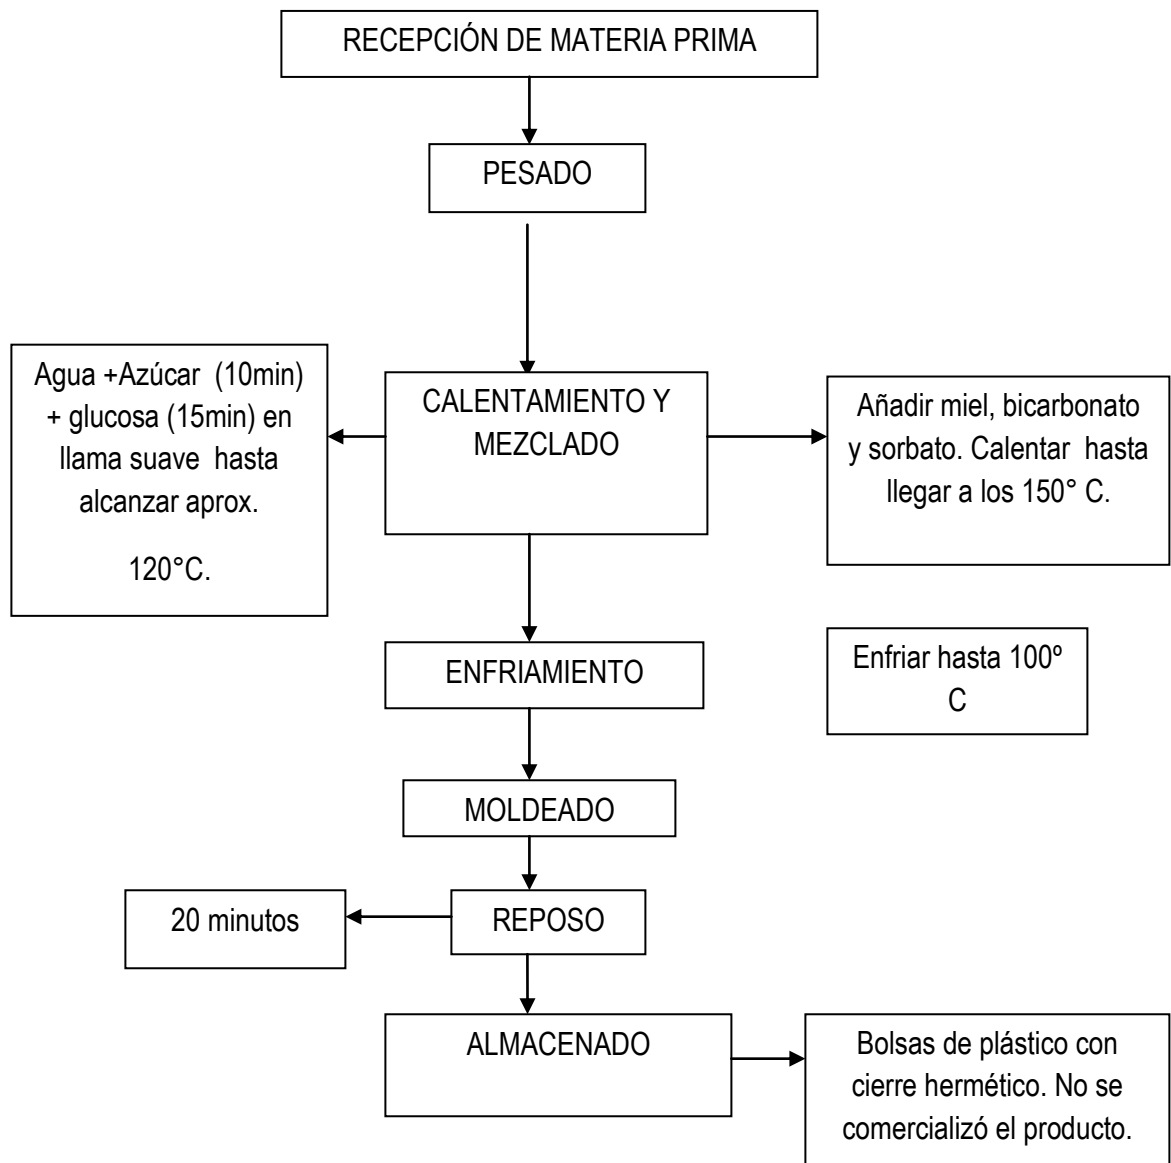 RECEPCIÓN DE MATERIA PRIMA
PESADO
Agua +Azúcar (10min)
+ glucosa (15min) en
llama suave hasta
alcanzar aprox.
120°C.
CALENTAMIENTO Y
MEZCLADO
Añadir miel, bicarbonato
y sorbato. Calentar hasta
llegar a los 150° C.
ENFRIAMIENTO
Enfriar hasta 100º
C
MOLDEADO
20 minutos
REPOSO
ALMACENADO
Bolsas de plástico con
cierre hermético. No se
comercializó el producto.